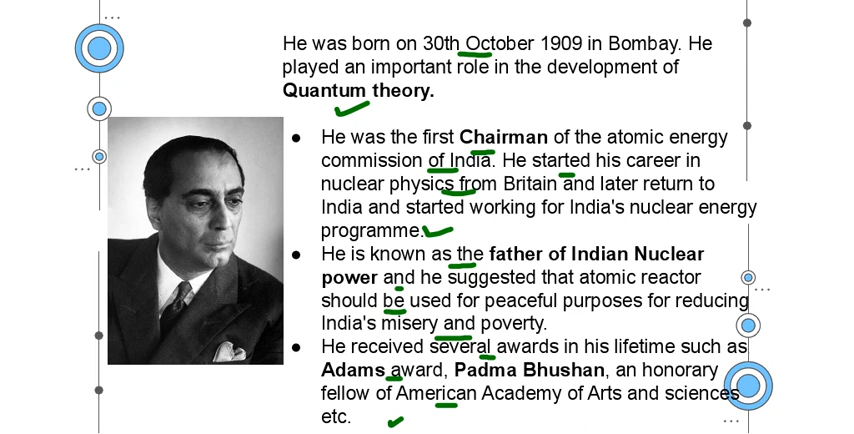 He was born on 30th October 1909 in Bombay. He
played an important role in the development of
Quantum theory.
● He was the first Chairman of the atomic energy
commission of India. He started his career in
nuclear physics from Britain and later return to
India and started working for India's nuclear energy
programme.
● He is known as the father of Indian Nuclear
power and he suggested that atomic reactor
should be used for peaceful purposes for reducing
India's misery and poverty.
● He received several awards in his lifetime such as
Adams award, Padma Bhushan, an honorary
fellow of American Academy of Arts and sciences
etc.